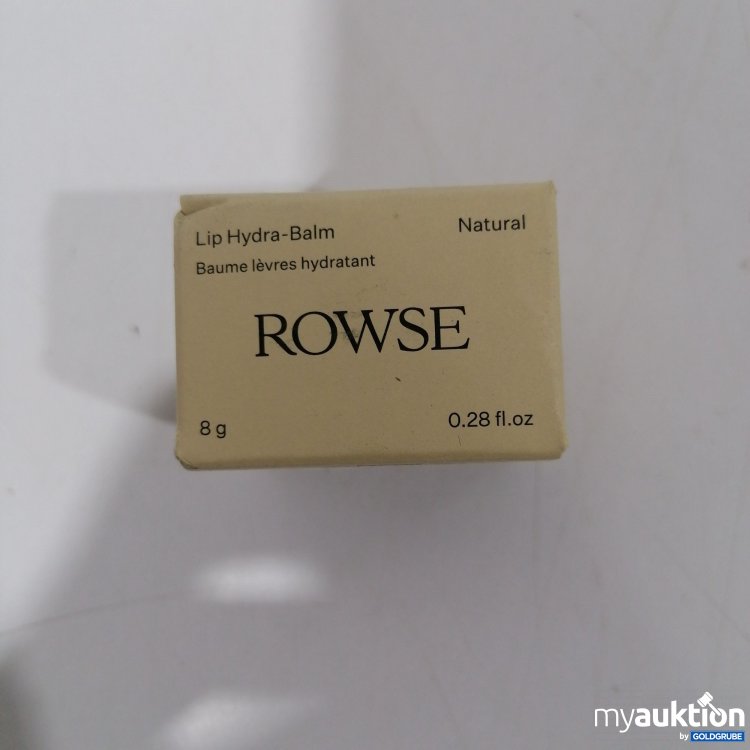 Lip Hydra-Balm Natural
Baume lèvres hydratant
ROWSE
8 g 0.28 fl.oz
myauktion
by GOLDGRUBE